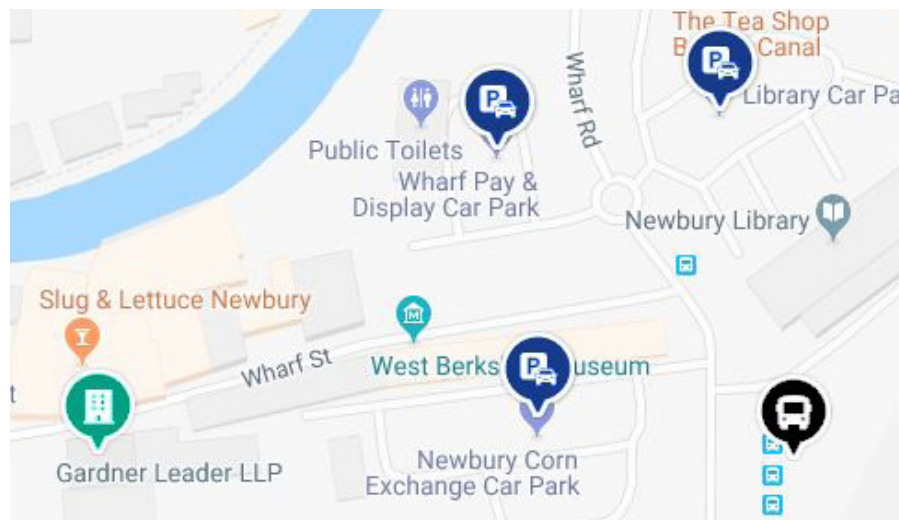 The Tea Shop
Canal
Library Car Pa
Wharf Rd
Public Toilets
Wharf Pay &
Display Car Park
Newbury Library
Slug & Lettuce Newbury
Wharf St
West Berks useum
t
Gardner Leader LLP
Newbury Corn
Exchange Car Park